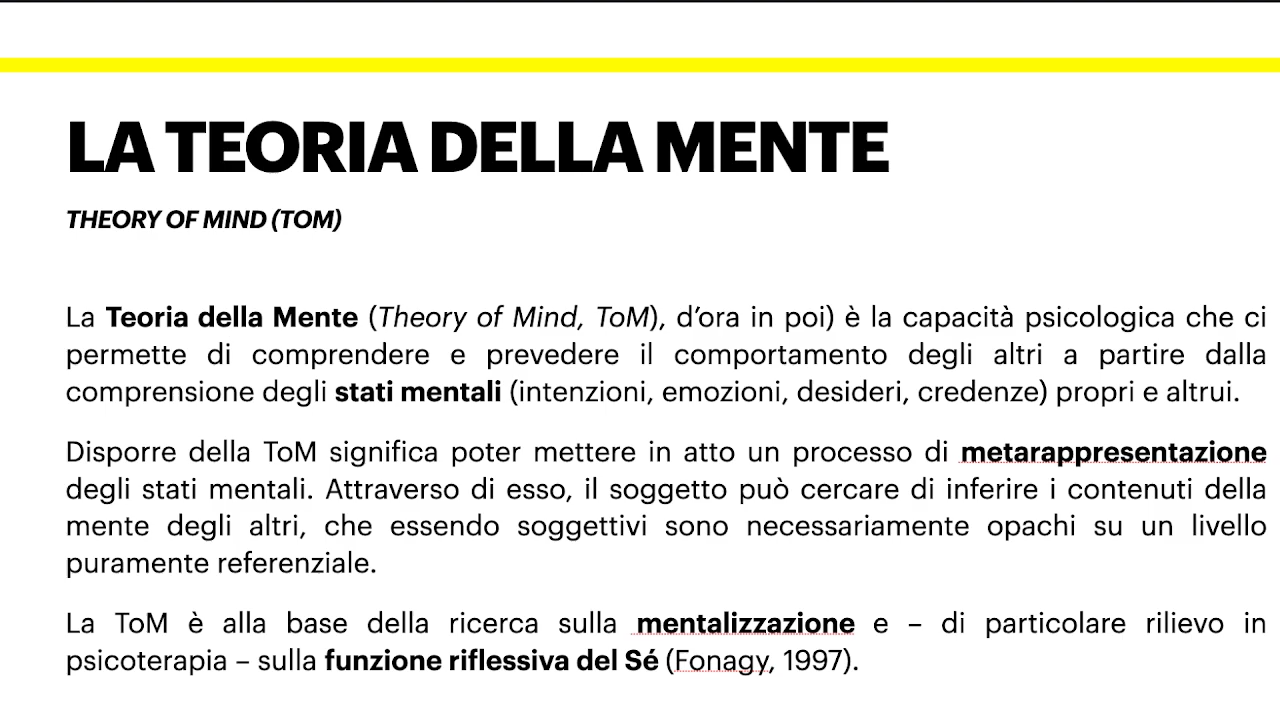 LA TEORIA DELLA MENTE
THEORY OF MIND (TOM)
La Teoria della Mente (Theory of Mind, ToM), d’ora in poi) è la capacità psicologica che ci
permette di comprendere e prevedere il comportamento degli altri a partire dalla
comprensione degli stati mentali (intenzioni, emozioni, desideri, credenze) propri e altrui.
Disporre della ToM significa poter mettere in atto un processo di metarappresentazione
degli stati mentali. Attraverso di esso, il soggetto può cercare di inferire i contenuti della
mente degli altri, che essendo soggettivi sono necessariamente opachi su un livello
puramente referenziale.
La ToM è alla base della ricerca sulla mentalizzazione e – di particolare rilievo in
psicoterapia – sulla funzione riflessiva del Sé (Fonagy, 1997).